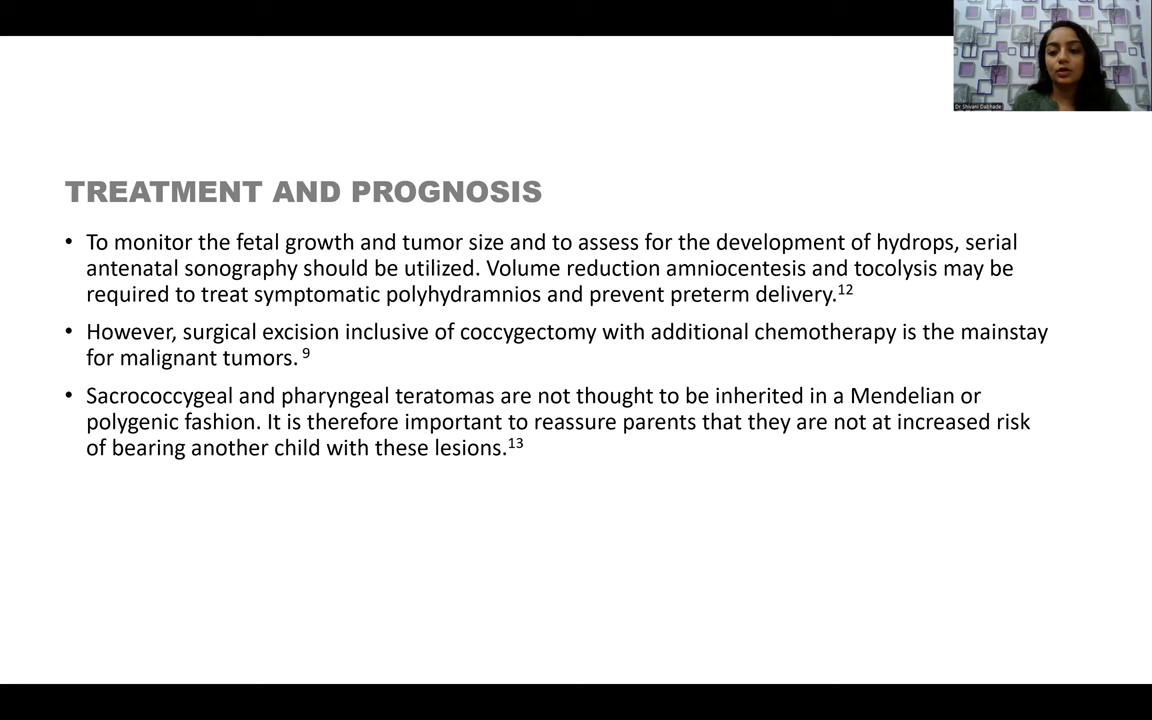 Dr Shivani Dabhade
TREATMENT AND PROGNOSIS
• To monitor the fetal growth and tumor size and to assess for the development of hydrops, serial
antenatal sonography should be utilized. Volume reduction amniocentesis and tocolysis may be
required to treat symptomatic polyhydramnios and prevent preterm delivery.12
• However, surgical excision inclusive of coccygectomy with additional chemotherapy is the mainstay
for malignant tumors. 9
• Sacrococcygeal and pharyngeal teratomas are not thought to be inherited in a Mendelian or
polygenic fashion. It is therefore important to reassure parents that they are not at increased risk
of bearing another child with these lesions.13